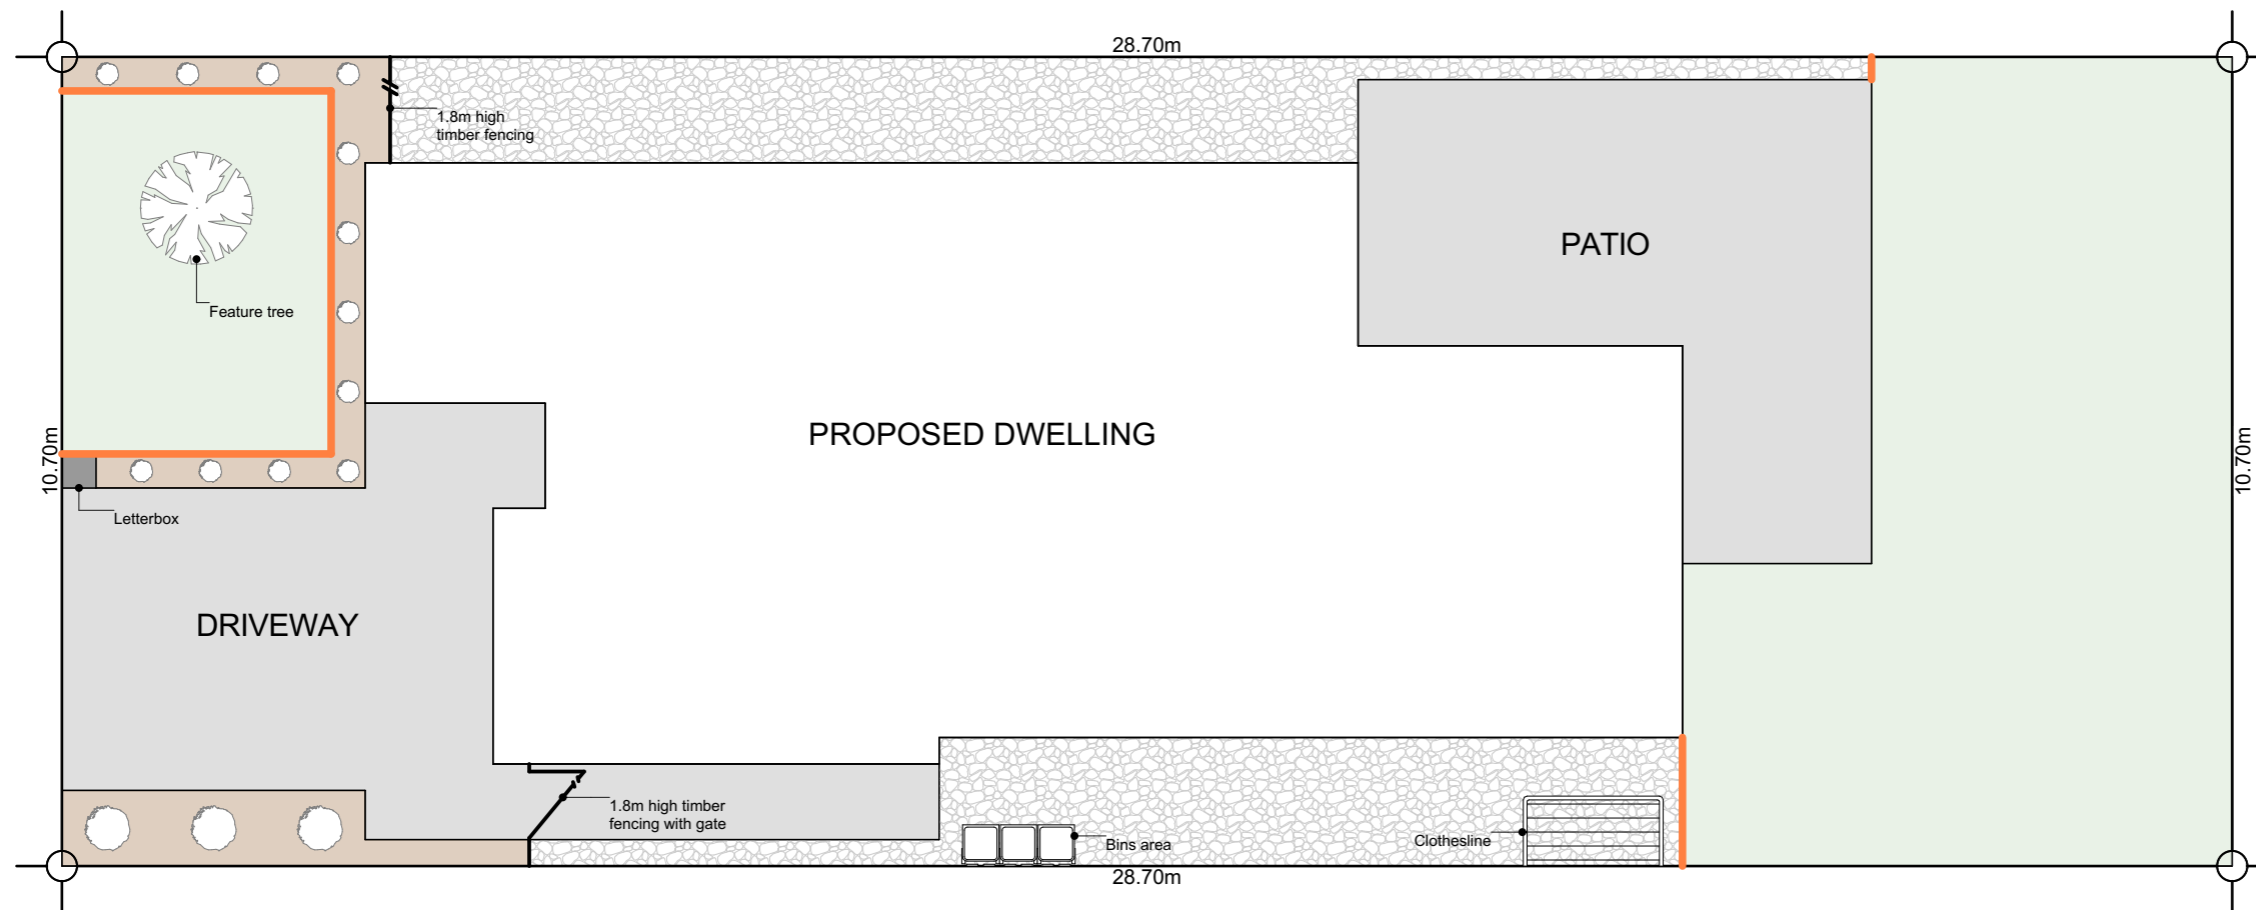 28.70m
1.8m high
timber fencing
PATIO
Feature tree
PROPOSED DWELLING
10.70m
10.70m
Letterbox
DRIVEWAY
1.8m high timber
fencing with gate
Bins area
Clothesline
28.70m